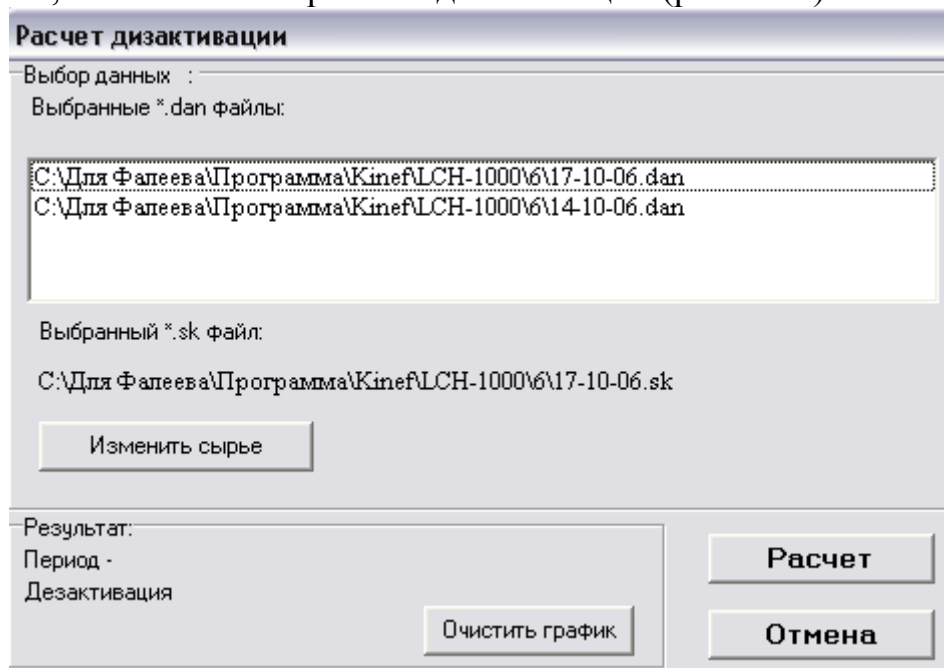 Расчет дизактивации
Выбор данных :
Выбранные *.dan файлы:
C:\Для Фалеева\Программа\Kinef\LCH-1000\6\17-10-06.dan
C:\Для Фалеева\Программа\Kinef\LCH-1000\6\14-10-06.dan
Выбранный *.sk файл:
C:\Для Фалеева\Программа\Kinef\LCH-1000\6\17-10-06.sk
Изменить сырье
Результат:
Период -
Дезактивация
Очистить график
Расчет
Отмена